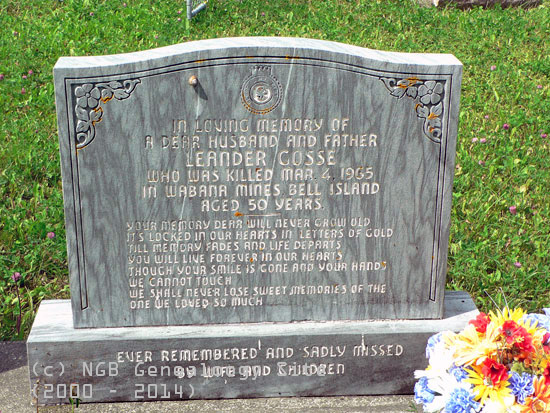 IN LOVING MEMORY OF
A DEAR HUSBAND AND FATHER
LEANDER GOSSE
WHO WAS KILLED MAR. 4, 1965
IN WABANA MINES BELL ISLAND
AGED 50 YEARS.
YOUR MEMORY DEAR WILL NEVER GROW OLD
IT'S LOCKED IN OUR HEARTS IN LETTERS OF GOLD
TILL MEMORY FADES AND LIFE DEPARTS
YOU WILL LIVE FOREVER IN OUR HEARTS
THOUGH YOUR SMILE IS GONE AND YOUR HANDS
WE CANNOT TOUCH
WE SHALL NEVER LOSE SWEET MEMORIES OF THE
ONE WE LOVED SO MUCH
EVER REMEMBERED AND SADLY MISSED
BY WIFE AND CHILDREN
(c) NGB Genealogy
(2000 - 2014)